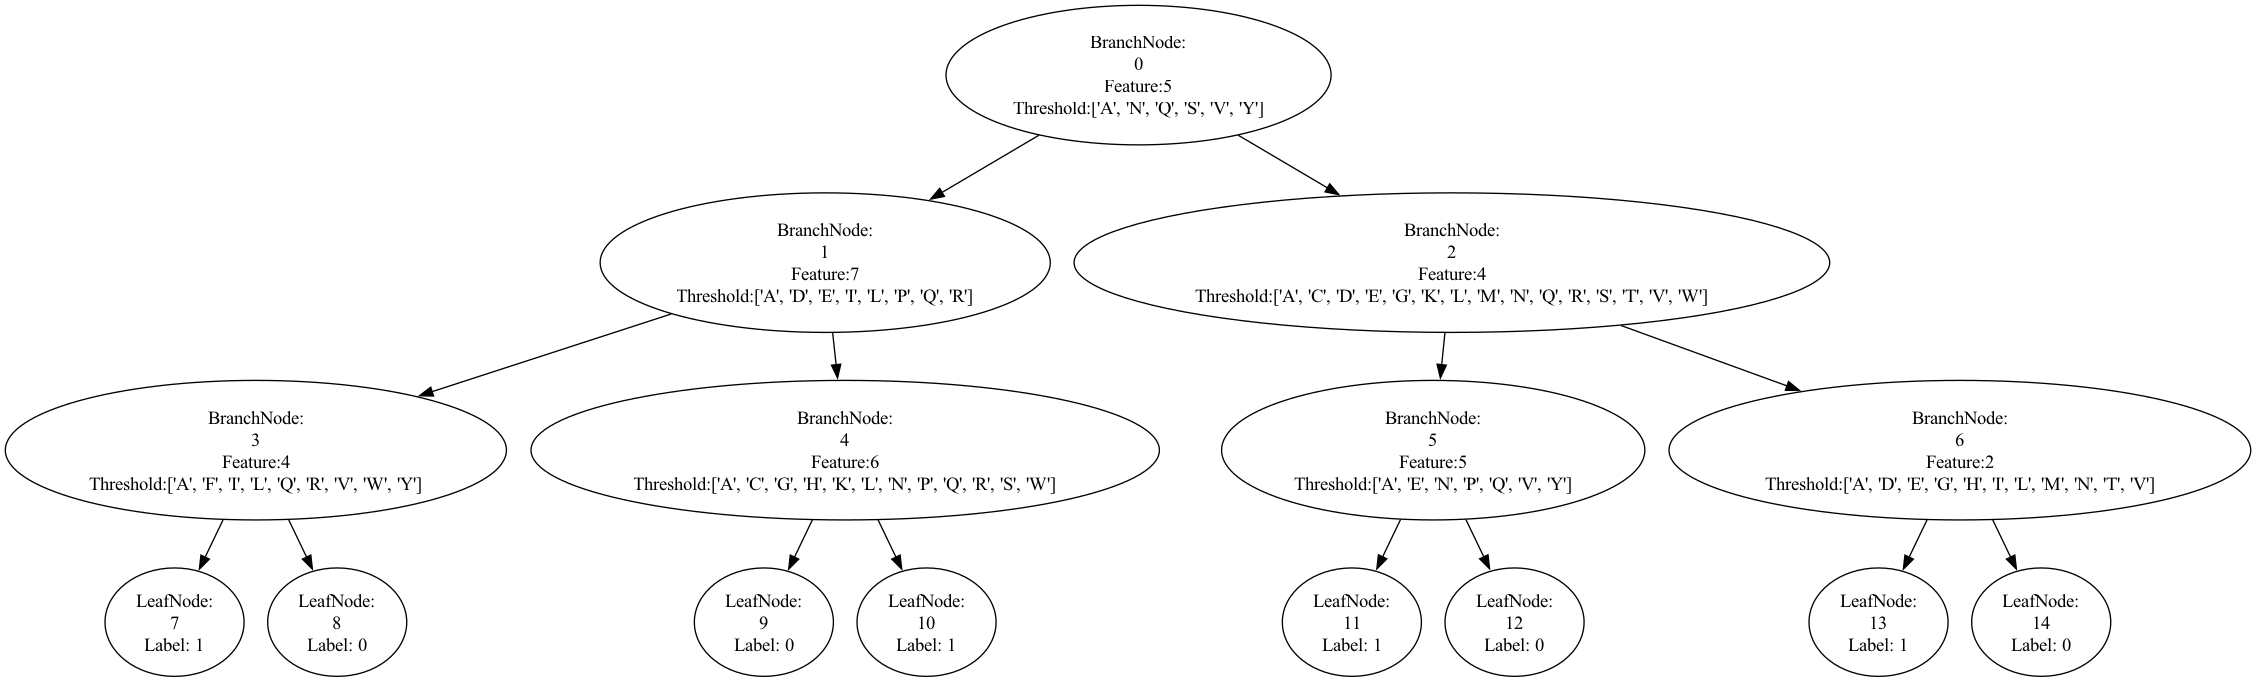 BranchNode:
0
Feature:5
Threshold:['A', 'N', 'Q', 'S', 'V', 'Y']
BranchNode:
1
Feature:7
Threshold:['A', 'D', 'E', 'I', 'L', 'P', 'Q', 'R']
BranchNode:
2
Feature:4
Threshold:['A', 'C', 'D', 'E', 'G', 'K', 'L', 'M', 'N', 'Q', 'R', 'S', 'T', 'V', 'W']
BranchNode:
3
Feature:4
Threshold:['A', 'F', 'I', 'L', 'Q', 'R', 'V', 'W', 'Y']
BranchNode:
4
Feature:6
Threshold:['A', 'C', 'G', 'H', 'K', 'L', 'N', 'P', 'Q', 'R', 'S', 'W']
BranchNode:
5
Feature:5
Threshold:['A', 'E', 'N', 'P', 'Q', 'V', 'Y']
BranchNode:
6
Feature:2
Threshold:['A', 'D', 'E', 'G', 'H', 'I', 'L', 'M', 'N', 'T', 'V']
LeafNode:
7
Label: 1
LeafNode:
8
Label: 0
LeafNode:
9
Label: 0
LeafNode:
10
Label: 1
LeafNode:
11
Label: 1
LeafNode:
12
Label: 0
LeafNode:
13
Label: 1
LeafNode:
14
Label: 0